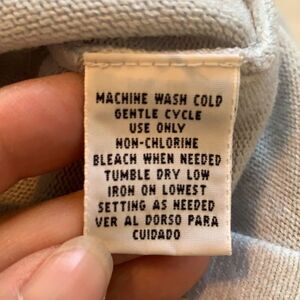 MACHINE WASH COLD
GENTLE CYCLE
USE ONLY
NON-CHLORINE
BLEACH WHEN NEEDED
TUMBLE DRY LOW
IRON ON LOWEST
SETTING AS NEEDED
VER AL DORSO PARA
CUIDADO